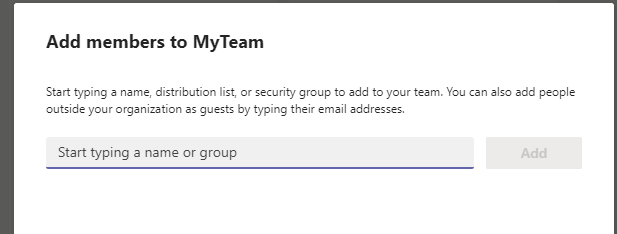 Add members to MyTeam
Start typing a name, distribution list, or security group to add to your team. You can also add people
outside your organization as guests by typing their email addresses.
Start typing a name or group
Add